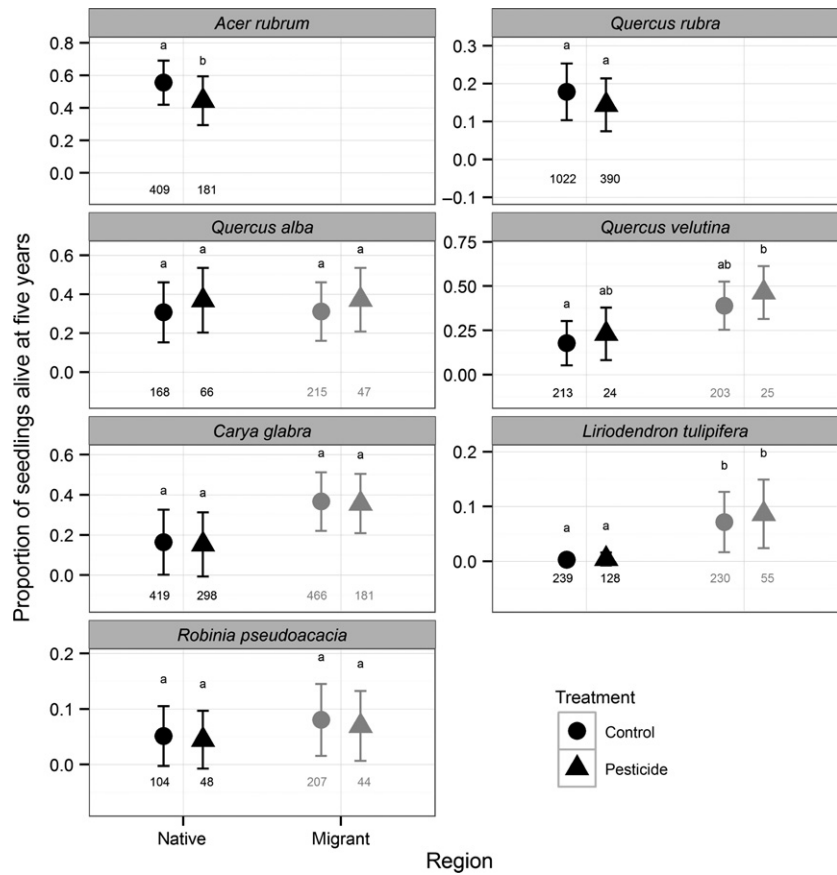 Proportion of seedlings alive at five years
Acer rubrum
0.8
0.6
0.4
0.2
0.0
a
b
409
181
Quercus rubra
0.3
0.2
0.1
0.0
−0.1
a
a
1022
390
Quercus alba
0.6
0.4
0.2
0.0
a
a
a
a
168
66
215
47
Quercus velutina
0.75
0.50
0.25
0.00
a
ab
ab
b
213
24
203
25
Carya glabra
0.6
0.4
0.2
0.0
a
a
a
a
419
298
466
181
Liriodendron tulipifera
0.1
0.0
a
a
b
b
239
128
230
55
Robinia pseudoacacia
0.2
0.1
0.0
a
a
a
a
104
48
207
44
Native
Migrant
Region
Treatment
Control
Pesticide